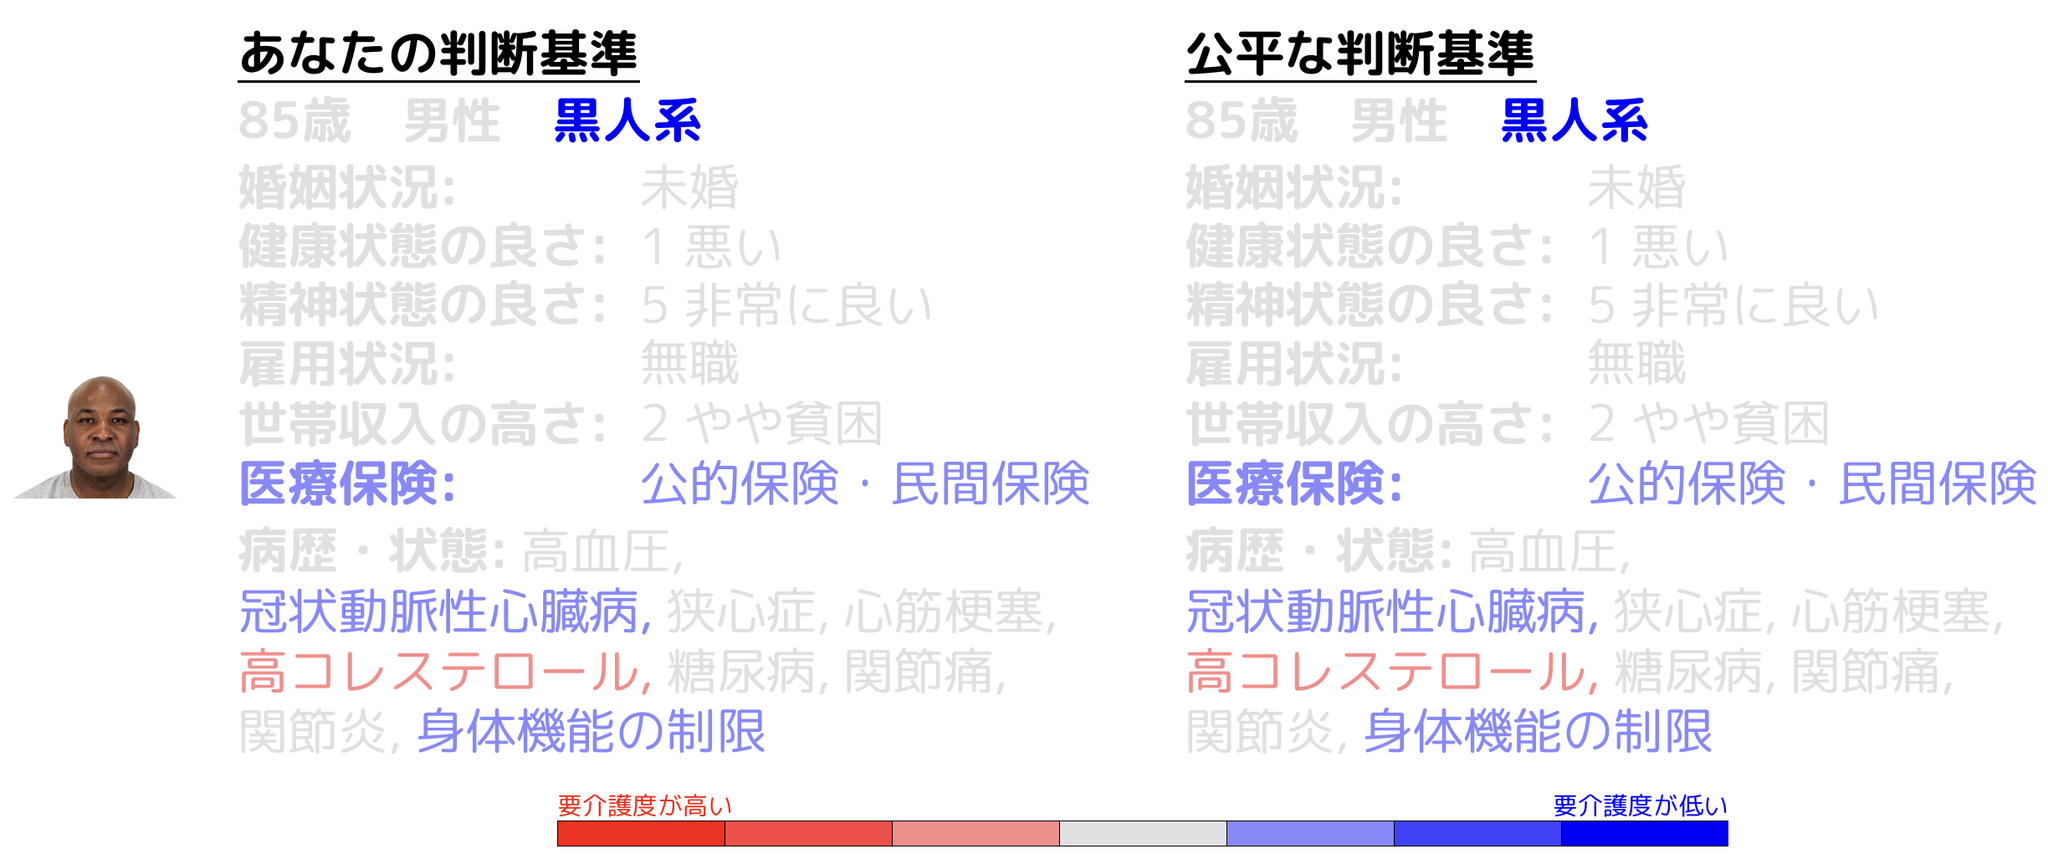 あなたの判断基準
85歳 男性 黒人系
婚姻状況: 未婚
健康状態の良さ: 1 悪い
精神状態の良さ: 5 非常に良い
雇用状況: 無職
世帯収入の高さ: 2 やや貧困
医療保険: 公的保険・民間保険
病歴・状態: 高血圧,
冠状動脈性心臓病, 狭心症, 心筋梗塞,
高コレステロール, 糖尿病, 関節痛,
関節炎, 身体機能の制限
公平な判断基準
85歳 男性 黒人系
婚姻状況: 未婚
健康状態の良さ: 1 悪い
精神状態の良さ: 5 非常に良い
雇用状況: 無職
世帯収入の高さ: 2 やや貧困
医療保険: 公的保険・民間保険
病歴・状態: 高血圧,
冠状動脈性心臓病, 狭心症, 心筋梗塞,
高コレステロール, 糖尿病, 関節痛,
関節炎, 身体機能の制限
要介護度が高い
要介護度が低い